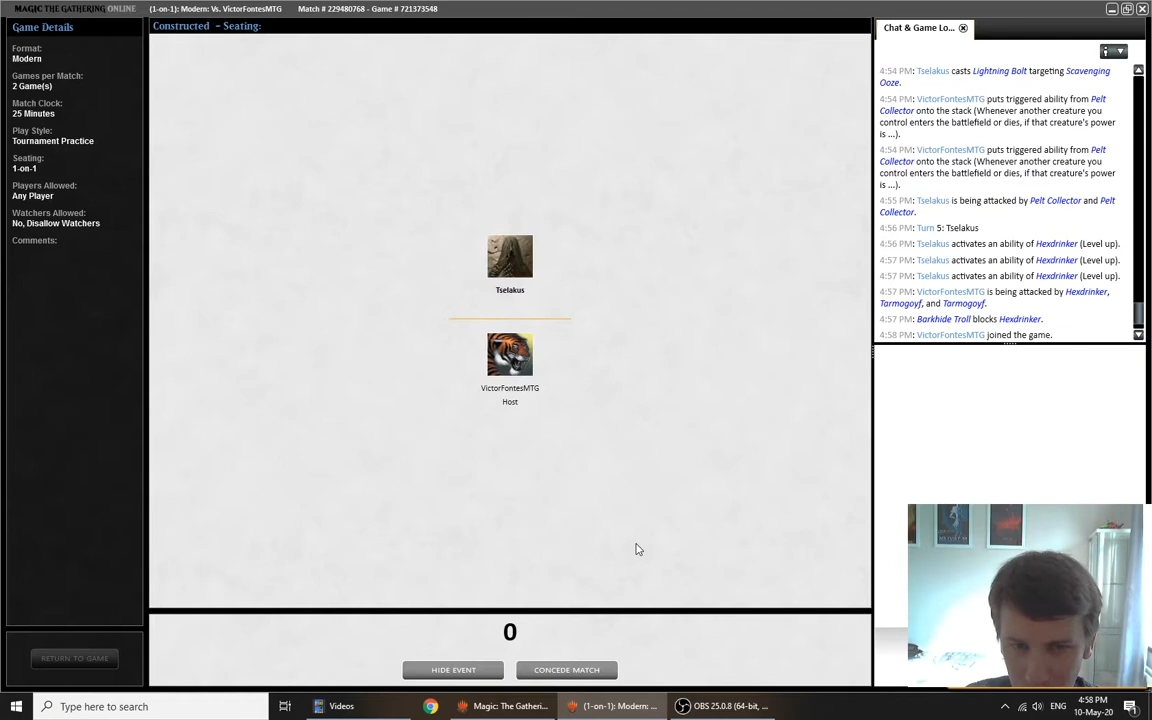 MAGIC THE GATHERING ONLINE (1-on-1): Modern: Vs. VictorFontesMTG Match # 229480768 - Game # 721373548
Game Details
Format:
Modern
Games per Match:
2 Game(s)
Match Clock:
25 Minutes
Play Style:
Tournament Practice
Seating:
1-on-1
Players Allowed:
Any Player
Watchers Allowed:
No, Disallow Watchers
Comments:
RETURN TO GAME
Constructed - Seating:
Tselakus
VictorFontesMTG
Host
0
HIDE EVENT CONCEDE MATCH
Chat & Game Lo...
4:54 PM: Tselakus casts Lightning Bolt targeting Scavenging
Ooze.
4:54 PM: VictorFontesMTG puts triggered ability from Pelt
Collector onto the stack (Whenever another creature you
control enters the battlefield or dies, if that creature's power
is ...).
4:54 PM: VictorFontesMTG puts triggered ability from Pelt
Collector onto the stack (Whenever another creature you
control enters the battlefield or dies, if that creature's power
is ...).
4:55 PM: Tselakus is being attacked by Pelt Collector and Pelt
Collector.
4:56 PM: Turn 5: Tselakus
4:56 PM: Tselakus activates an ability of Hexdrinker (Level up).
4:57 PM: Tselakus activates an ability of Hexdrinker (Level up).
4:57 PM: Tselakus activates an ability of Hexdrinker (Level up).
4:57 PM: VictorFontesMTG is being attacked by Hexdrinker,
Tarmogoyf, and Tarmogoyf.
4:57 PM: Barkhide Troll blocks Hexdrinker.
4:58 PM: VictorFontesMTG joined the game.
Type here to search
Videos
Magic: The Gatheri...
(1-on-1): Modern: ...
OBS 25.0.8 (64-bit, ...
ENG
4:58 PM
10-May-20
1